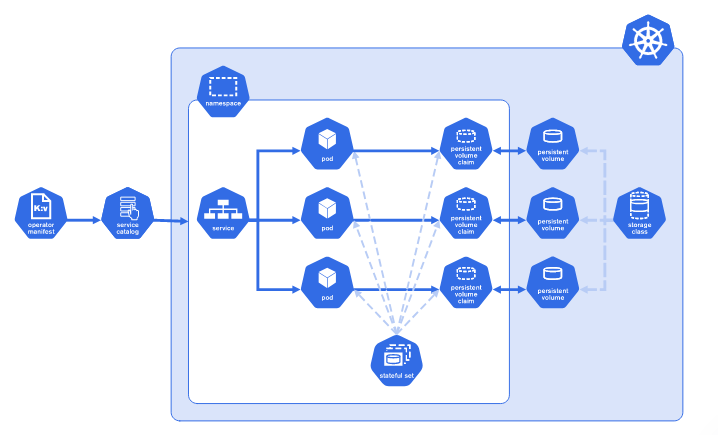 namespace
pod
persistent
volume
claim
persistent
volume
K:v
operator
manifest
service
catalog
service
pod
persistent
volume
claim
persistent
volume
storage
class
pod
persistent
volume
claim
persistent
volume
stateful set